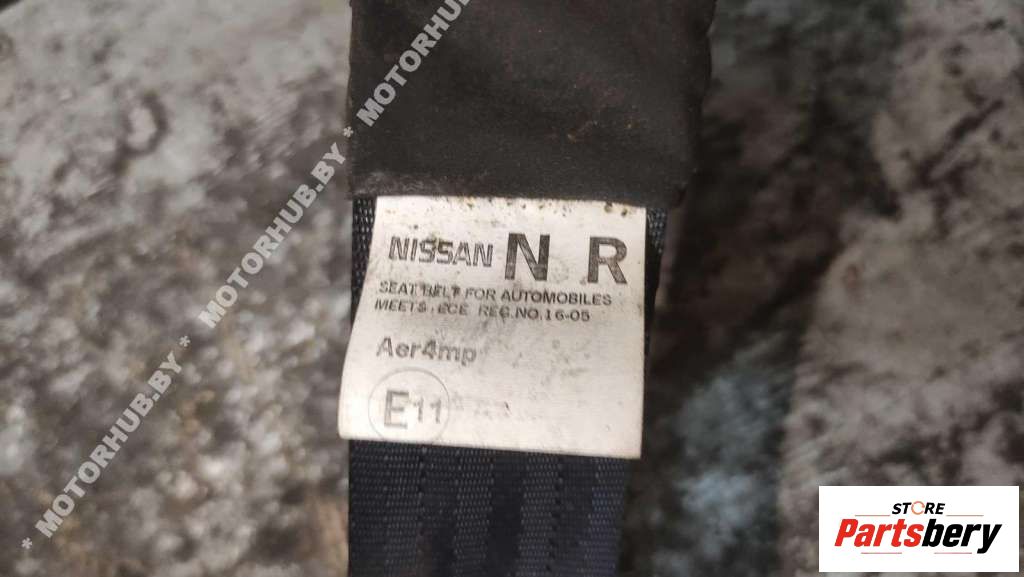 * MOTORHUB.BY * MOTORHUB.BY * MOTORHUB.BY
NISSAN N R
SEAT BELT FOR AUTOMOBILES
MEETS ECE REG.NO.16-05
Aer4mp
E11
STORE
Partsbery